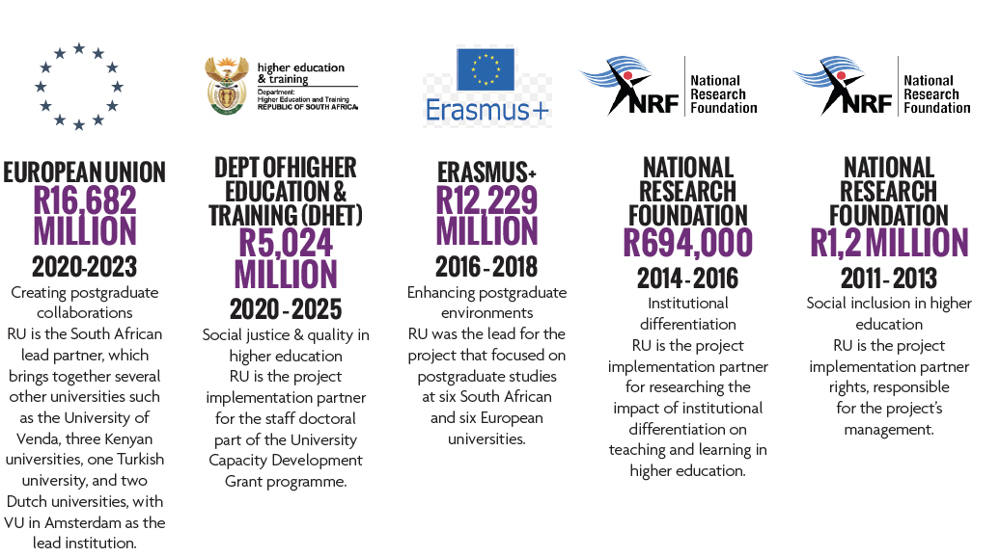 EUROPEAN UNION
R16,682
MILLION
2020-2023
Creating postgraduate
collaborations
RU is the South African
lead partner, which
brings together several
other universities such
as the University of
Venda, three Kenyan
universities, one Turkish
university, and two
Dutch universities, with
VU in Amsterdam as the
lead institution.
higher education
& training
Department:
Higher Education and Training
REPUBLIC OF SOUTH AFRICA
DEPT OF HIGHER
EDUCATION &
TRAINING (DHET)
R5,024
MILLION
2020 - 2025
Social justice & quality in
higher education
RU is the project
implementation partner
for the staff doctoral
part of the University
Capacity Development
Grant programme.
Erasmus+
ERASMUS+
R12,229
MILLION
2016 - 2018
Enhancing postgraduate
environments
RU was the lead for the
project that focused on
postgraduate studies
at six South African
and six European
universities.
NRF
National
Research
Foundation
NATIONAL
RESEARCH
FOUNDATION
R694,000
2014 - 2016
Institutional
differentiation
RU is the project
implementation partner
for researching the
impact of institutional
differentiation on
teaching and learning in
higher education.
NRF
National
Research
Foundation
NATIONAL
RESEARCH
FOUNDATION
R1,2 MILLION
2011 - 2013
Social inclusion in higher
education
RU is the project
implementation partner
rights, responsible
for the project's
management.